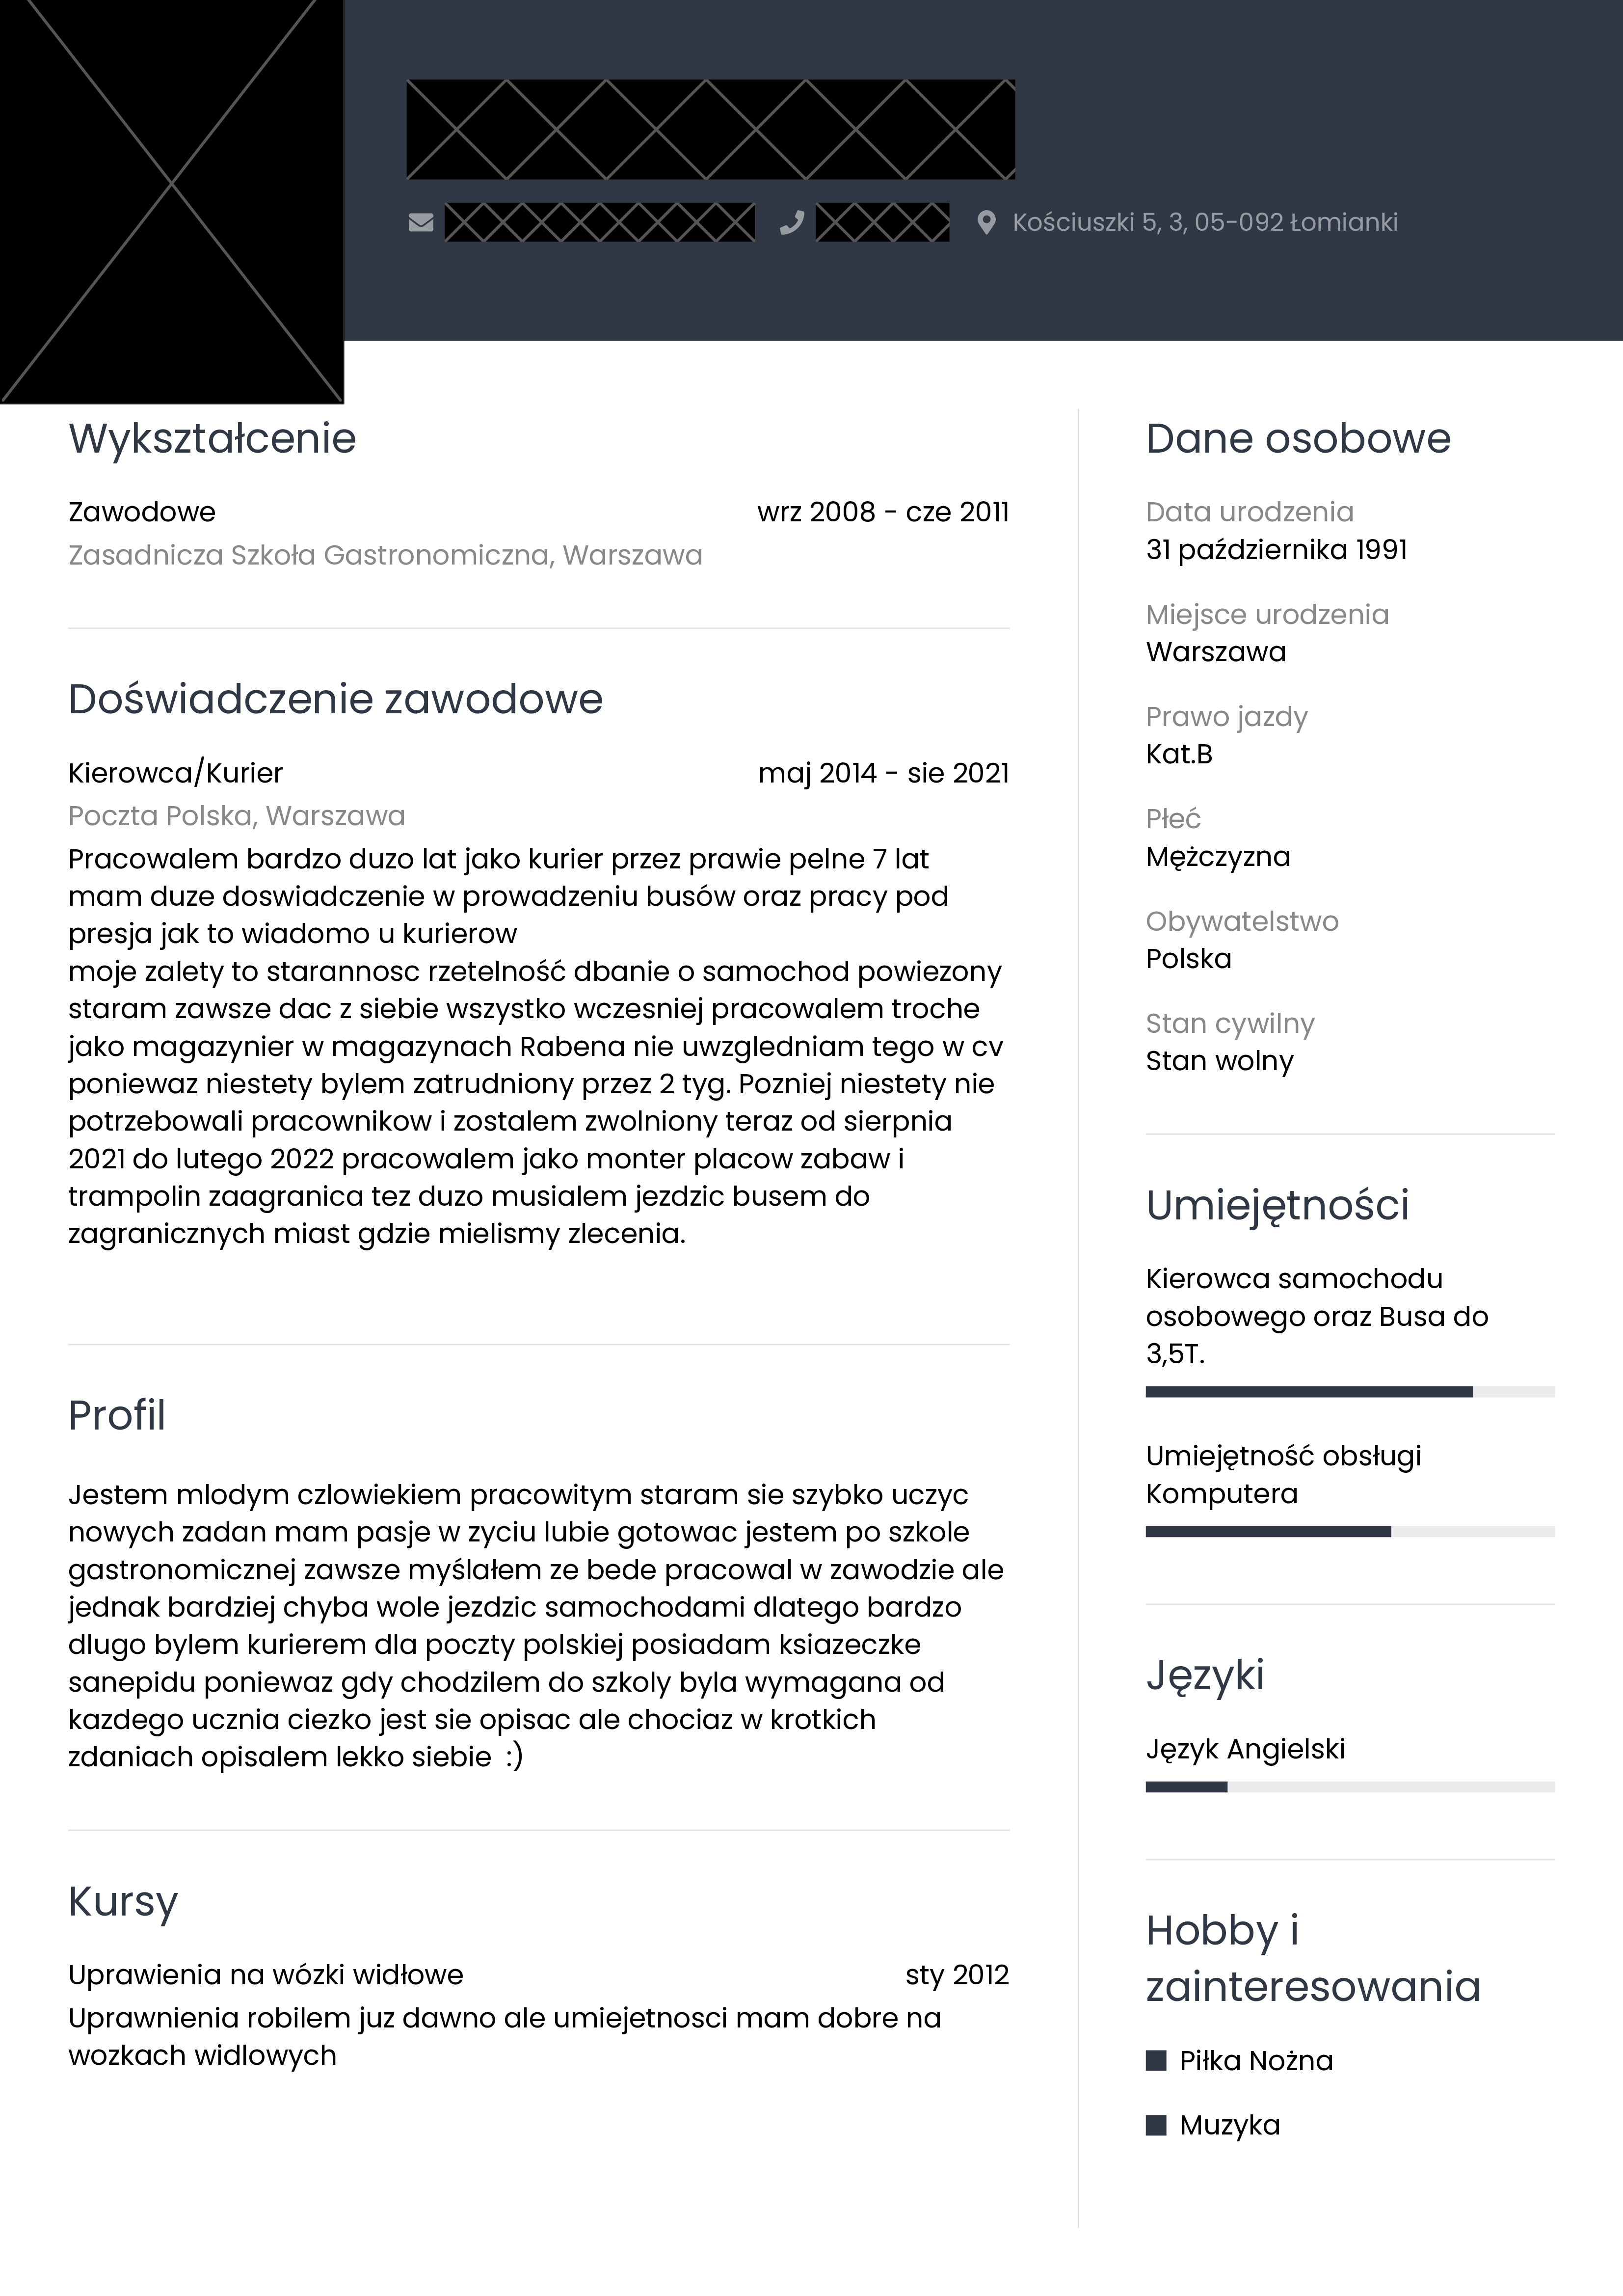 Kościuszki 5, 3, 05-092 Łomianki
Wykształcenie
Zawodowe wrz 2008 - cze 2011
Zasadnicza Szkoła Gastronomiczna, Warszawa
Doświadczenie zawodowe
Kierowca/Kurier maj 2014 - sie 2021
Poczta Polska, Warszawa
Pracowalem bardzo duzo lat jako kurier przez prawie pelne 7 lat
mam duze doswiadczenie w prowadzeniu busów oraz pracy pod
presja jak to wiadomo u kurierow
moje zalety to starannosc rzetelność dbanie o samochod powiezony
staram zawsze dac z siebie wszystko wczesniej pracowalem troche
jako magazynier w magazynach Rabena nie uwzgledniam tego w cv
poniewaz niestety bylem zatrudniony przez 2 tyg. Pozniej niestety nie
potrzebowali pracownikow i zostalem zwolniony teraz od sierpnia
2021 do lutego 2022 pracowalem jako monter placow zabaw i
trampolin zaagranica tez duzo musialem jezdzic busem do
zagranicznych miast gdzie mielismy zlecenia.
Profil
Jestem mlodym czlowiekiem pracowitym staram sie szybko uczyc
nowych zadan mam pasje w zyciu lubie gotowac jestem po szkole
gastronomicznej zawsze myślałem ze bede pracowal w zawodzie ale
jednak bardziej chyba wole jezdzic samochodami dlatego bardzo
dlugo bylem kurierem dla poczty polskiej posiadam ksiazeczke
sanepidu poniewaz gdy chodzilem do szkoly byla wymagana od
kazdego ucznia ciezko jest sie opisac ale chociaz w krotkich
zdaniach opisalem lekko siebie  :)
Kursy
Uprawienia na wózki widłowe sty 2012
Uprawnienia robilem juz dawno ale umiejetnosci mam dobre na
wozkach widlowych
Dane osobowe
Data urodzenia
31 października 1991
Miejsce urodzenia
Warszawa
Prawo jazdy
Kat.B
Płeć
Mężczyzna
Obywatelstwo
Polska
Stan cywilny
Stan wolny
Umiejętności
Kierowca samochodu
osobowego oraz Busa do
3,5T.
Umiejętność obsługi
Komputera
Języki
Język Angielski
Hobby i
zainteresowania
Piłka Nożna
Muzyka